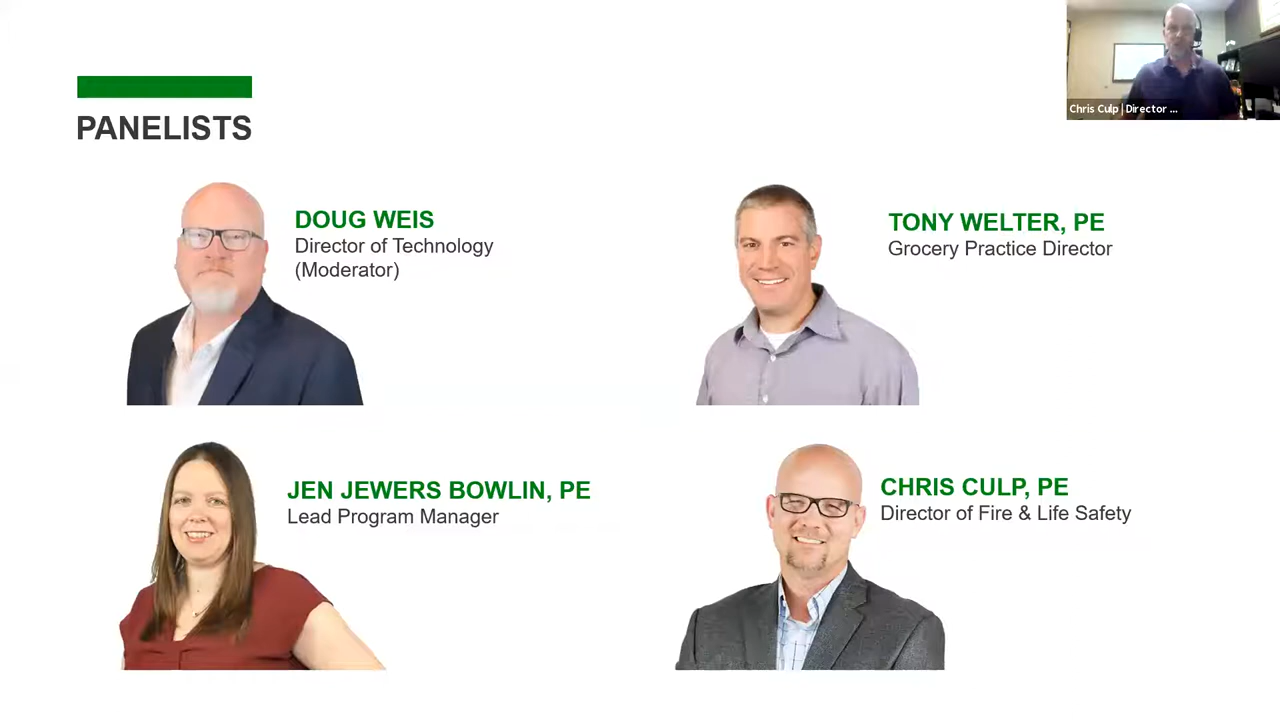 Chris Culp | Director ...
PANELISTS
DOUG WEIS
Director of Technology
(Moderator)
TONY WELTER, PE
Grocery Practice Director
JEN JEWERS BOWLIN, PE
Lead Program Manager
CHRIS CULP, PE
Director of Fire & Life Safety